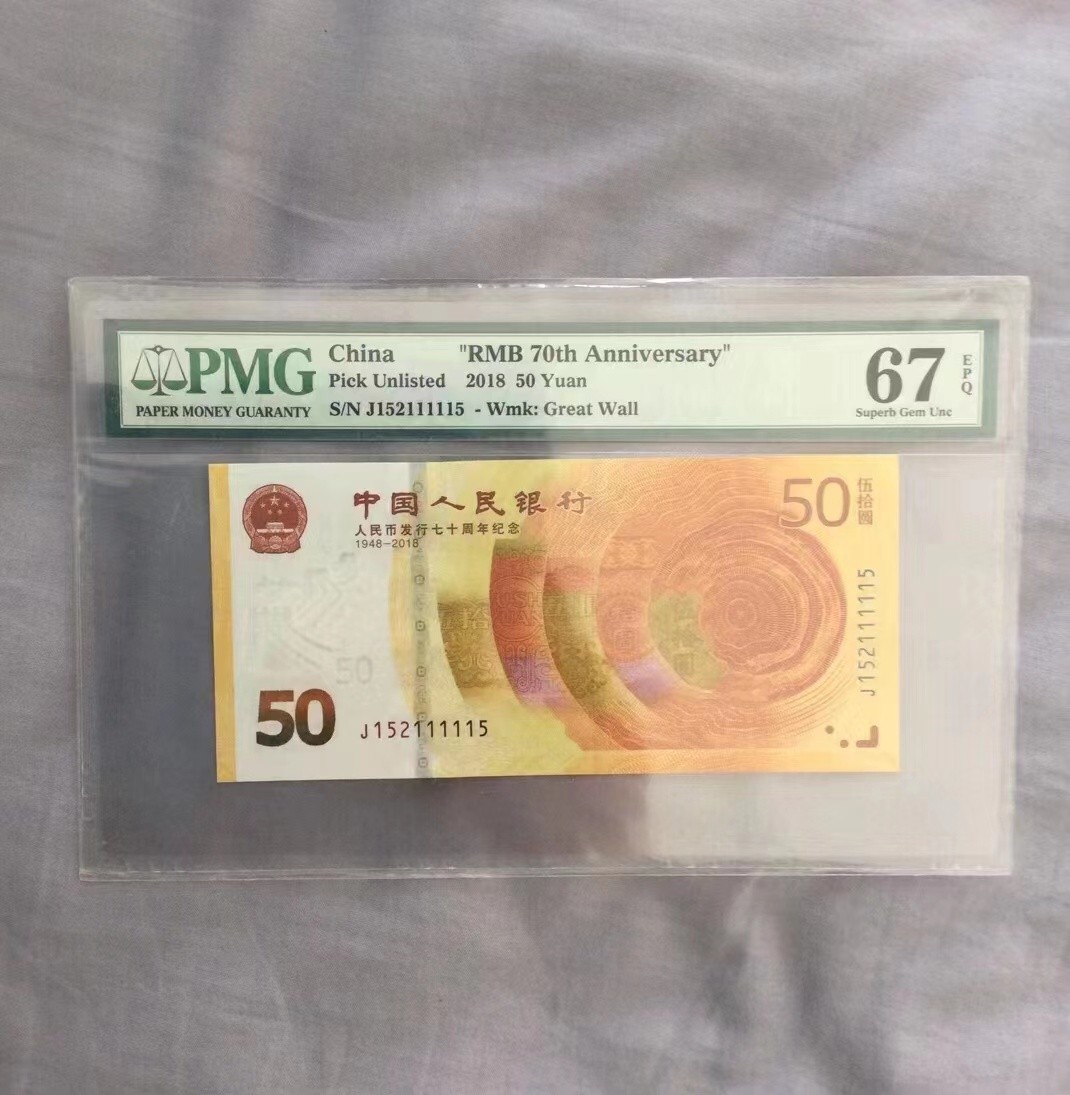 PMG
PAPER MONEY GUARANTY
China "RMB 70th Anniversary"
Pick Unlisted 2018 50 Yuan
S/N J152111115 - Wmk: Great Wall
67
EPQ
Superb Gem Unc
中国人民银行
人民币发行七十周年纪念
1948-2018
50
伍拾圆
J152111115
50
50
J152111115